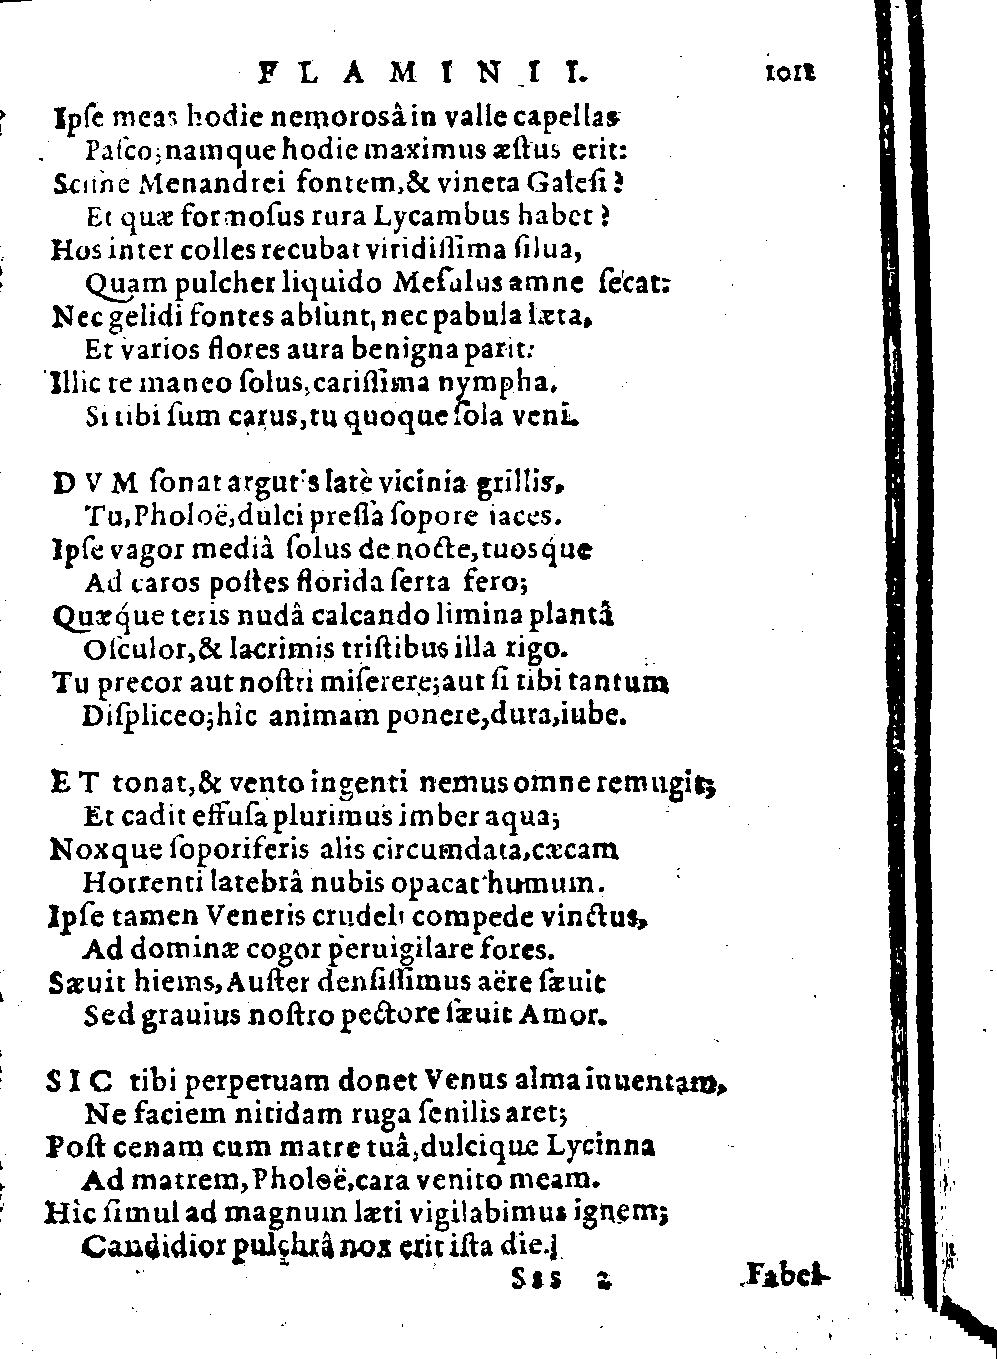 FLAMINII. 1011
Ipſe meas hodie nemorosâ in valle capellas
Paſco; namque hodie maximus æſtus erit:
Scitne Menandrei fontem, & vineta Galeſi?
Et quæ formoſus rura Lycambus habet?
Hos inter colles recubat viridiſſima ſilua,
Quam pulcher liquido Meſulus amne ſecat:
Nec gelidi fontes abſunt, nec pabula læta,
Et varios flores aura benigna parit:
Illic te maneo ſolus, cariſſima nympha.
Si tibi ſum carus, tu quoque ſola veni.
DVM ſonat argutis latè vicinia grillis,
Tu, Pholoë, dulci preſſa ſopore iaces.
Ipſe vagor mediâ ſolus de nocte, tuosque
Ad caros poſtes florida ſerta fero;
Quæque teris nudâ calcando limina plantâ
Oſculor, & lacrimis triſtibus illa rigo.
Tu precor aut noſtri miſerere; aut ſi tibi tantum
Diſpliceo; hîc animam ponere, dura, iube.
ET tonat, & vento ingenti nemus omne remugit;
Et cadit effuſa plurimus imber aqua;
Noxque ſoporiferis alis circumdata, cæcam
Horrenti latebrâ nubis opacat humum.
Ipſe tamen Veneris crudeli compede vinctus,
Ad dominæ cogor peruigilare fores.
Sæuit hiems, Auſter denſiſſimus aëre ſæuit
Sed grauius noſtro pectore ſæuit Amor.
SIC tibi perpetuam donet Venus alma iuuentam,
Ne faciem nitidam ruga ſenilis aret;
Poſt cenam cum matre tuâ, dulcique Lycinna
Ad matrem, Pholoë, cara venito meam.
Hîc ſimul ad magnum læti vigilabimus ignem;
Candidior pulchrâ nox erit iſta die.
Sss 2 Fabel-